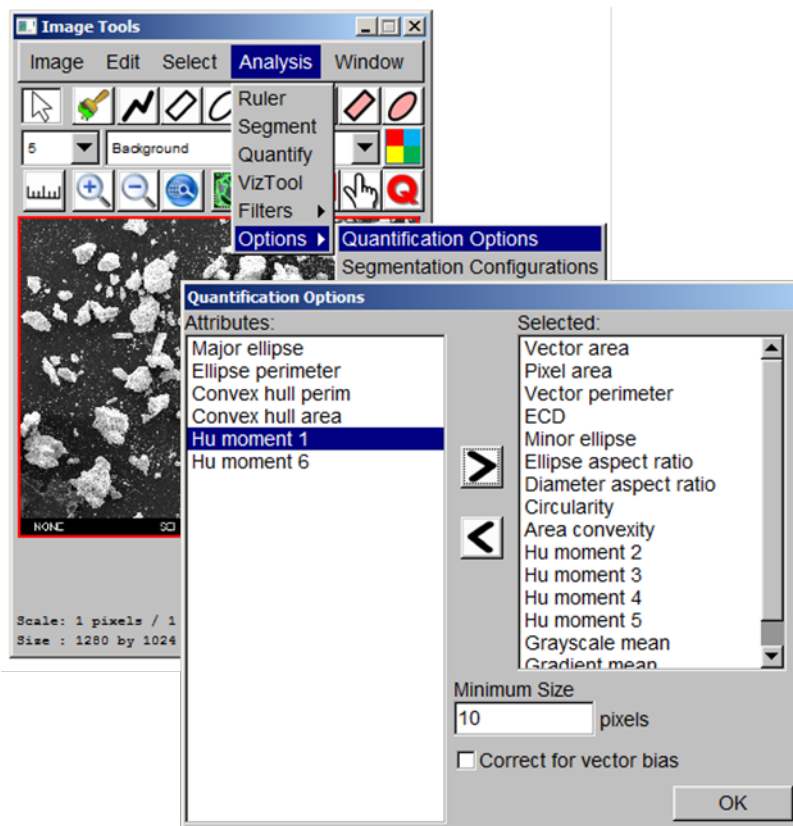 Image Tools
Image Edit Select Analysis Window
Ruler
Segment
5 Background
Quantify
VizTool
Q
Filters
Options
Quantification Options
Segmentation Configurations
NONE
Quantification Options
Attributes:
Major ellipse
Ellipse perimeter
Convex hull perim
Convex hull area
Hu moment 1
Hu moment 6
Selected:
Vector area
Pixel area
Vector perimeter
ECD
Minor ellipse
Ellipse aspect ratio
Diameter aspect ratio
Circularity
Area convexity
Hu moment 2
Hu moment 3
Hu moment 4
Hu moment 5
Grayscale mean
Gradient mean
>
<
Scale: 1 pixels / 1
Size : 1280 by 1024
Minimum Size
10 pixels
Correct for vector bias
OK